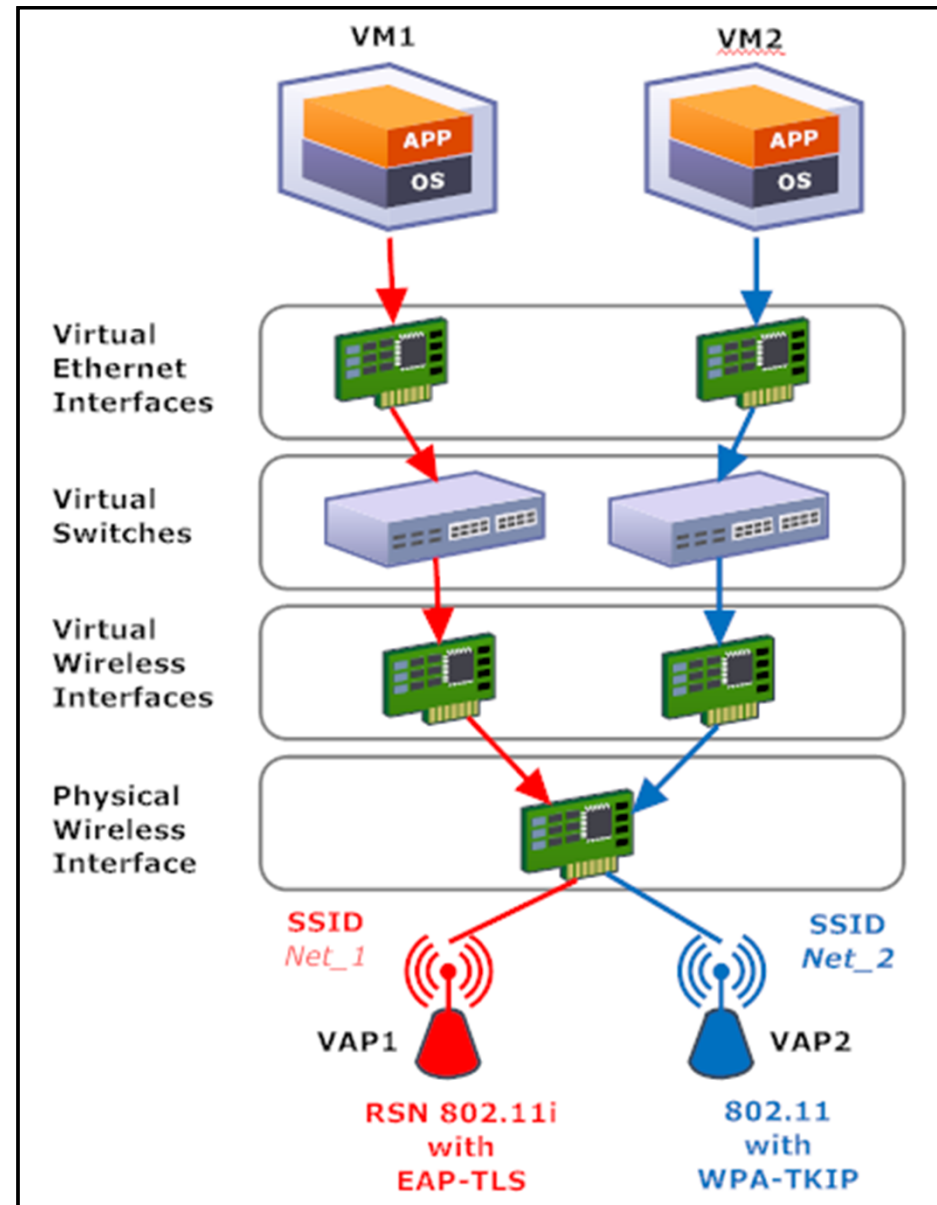 VM1
VM2
APP
OS
APP
OS
Virtual
Ethernet
Interfaces
Virtual
Switches
Virtual
Wireless
Interfaces
Physical
Wireless
Interface
SSID
Net_1
SSID
Net_2
VAP1
VAP2
RSN 802.11i
with
EAP-TLS
802.11
with
WPA-TKIP